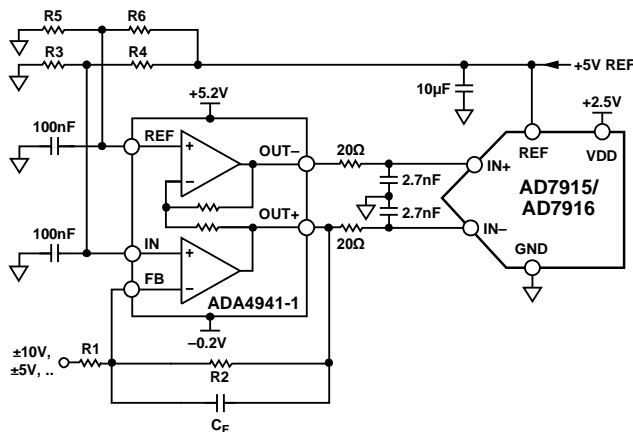 R5
R6
R3
R4
+5V REF
10µF
+5.2V
+2.5V
100nF
REF
OUT–
20Ω
REF
VDD
IN+
2.7nF
AD7915/
AD7916
2.7nF
OUT+
IN–
100nF
20Ω
IN
GND
FB
ADA4941-1
–0.2V
±10V,
±5V, ..
R1
R2
CF